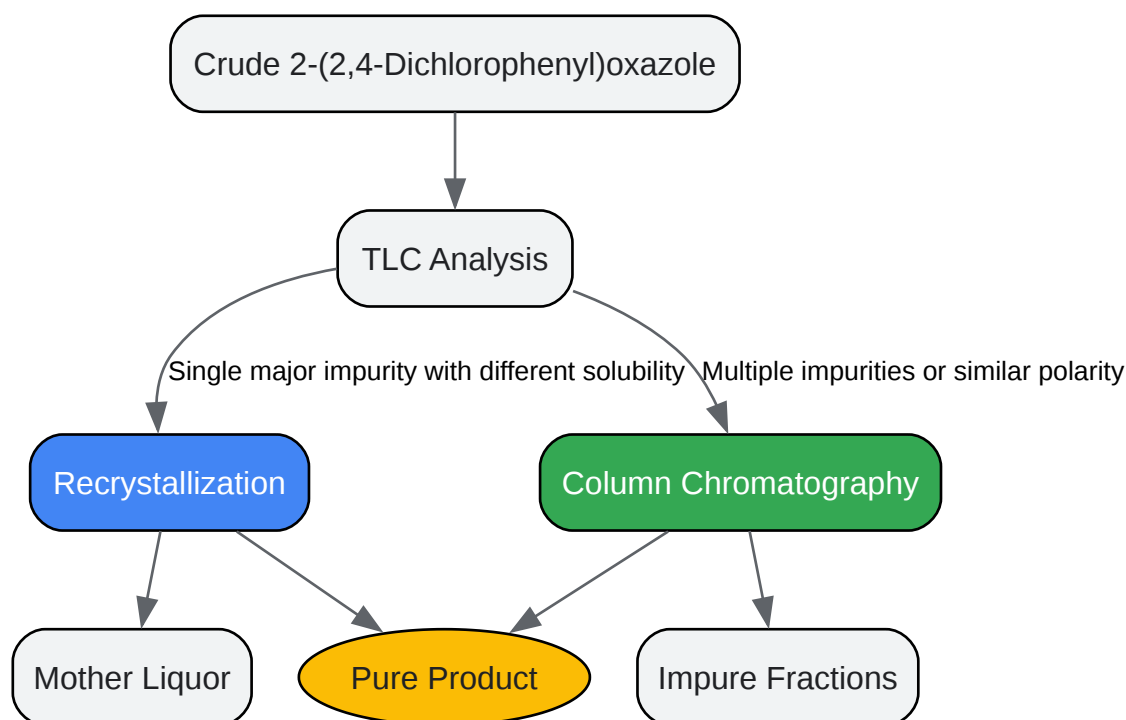 Crude 2-(2,4-Dichlorophenyl)oxazole
TLC Analysis
Single major impurity with different solubility
Multiple impurities or similar polarity
Recrystallization
Column Chromatography
Mother Liquor
Pure Product
Impure Fractions